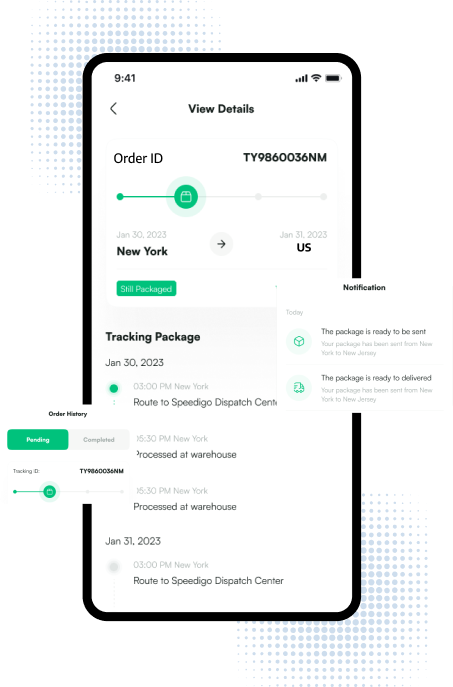 9:41
View Details
Order ID
TY9860036NM
Jan 30, 2023
Jan 31, 2023
New York
US
Still Packaged
Notification
Today
The package is ready to be sent
Your package has been sent from New
York to New Jersey
The package is ready to delivered
Your package has been sent from New
York to New Jersey
Tracking Package
Jan 30, 2023
03:00 PM New York
Route to Speedigo Dispatch Cente
Order History
Pending
Completed
Tracking ID:
TY9860036NM
15:30 PM New York
Processed at warehouse
15:30 PM New York
Processed at warehouse
Jan 31, 2023
03:00 PM New York
Route to Speedigo Dispatch Center